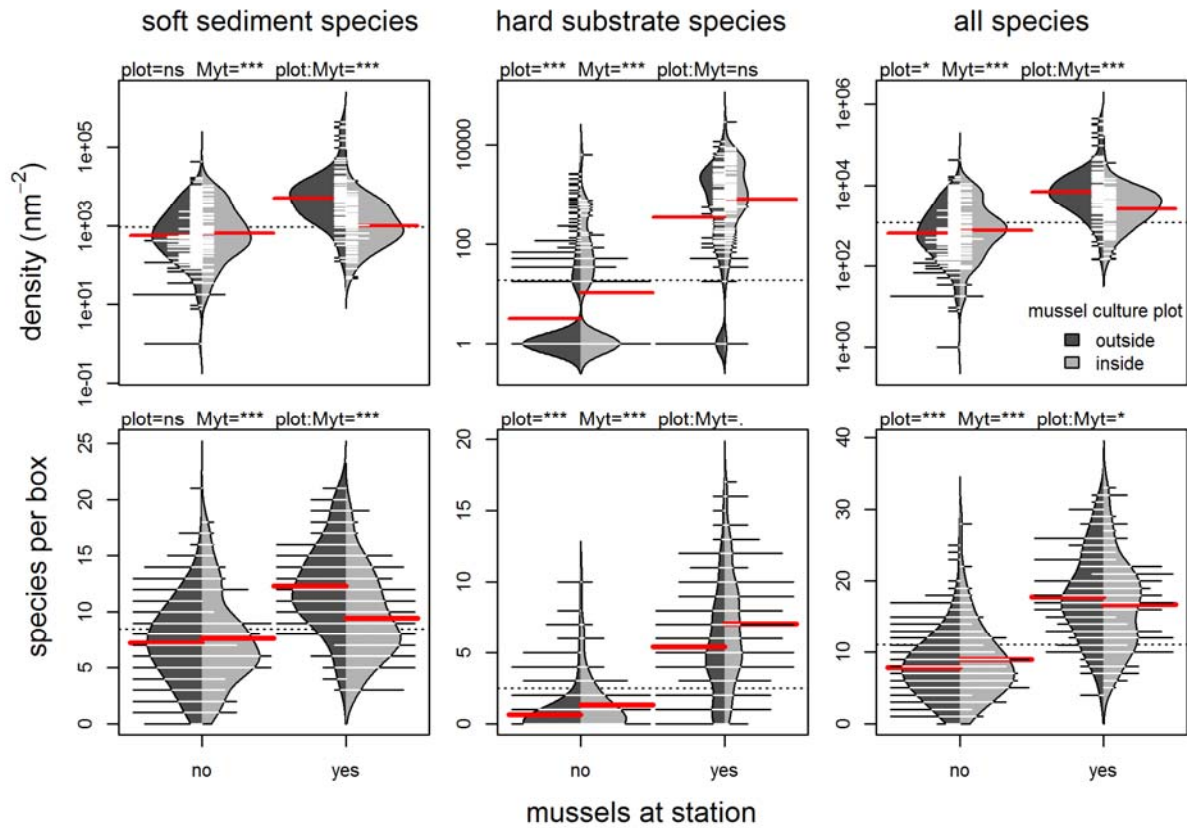 soft sediment species hard substrate species all species
plot=ns Myt=*** plot:Myt=*** plot=*** Myt=*** plot:Myt=ns plot=* Myt=*** plot:Myt=***
density (nm⁻²)
1e+05
1e+03
1e+01
1e-01
10000
100
1
1e+06
1e+04
1e+02
1e+00
mussel culture plot
outside
inside
plot=ns Myt=*** plot:Myt=*** plot=*** Myt=*** plot:Myt=. plot=*** Myt=*** plot:Myt=*
species per box
25
20
15
10
5
0
20
15
10
5
0
40
30
20
10
0
no yes no yes no yes
mussels at station